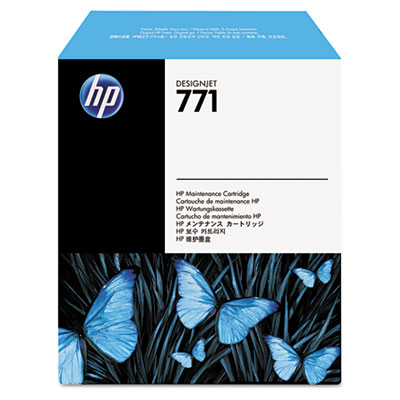 hp
DESIGNJET
771
HP Maintenance Cartridge
Cartouche de maintenance HP
HP Wartungskassette
Cartucho de mantenimiento HP
HP メンテナンス カートリッジ
HP 보수 카트리지
HP 维护墨盒